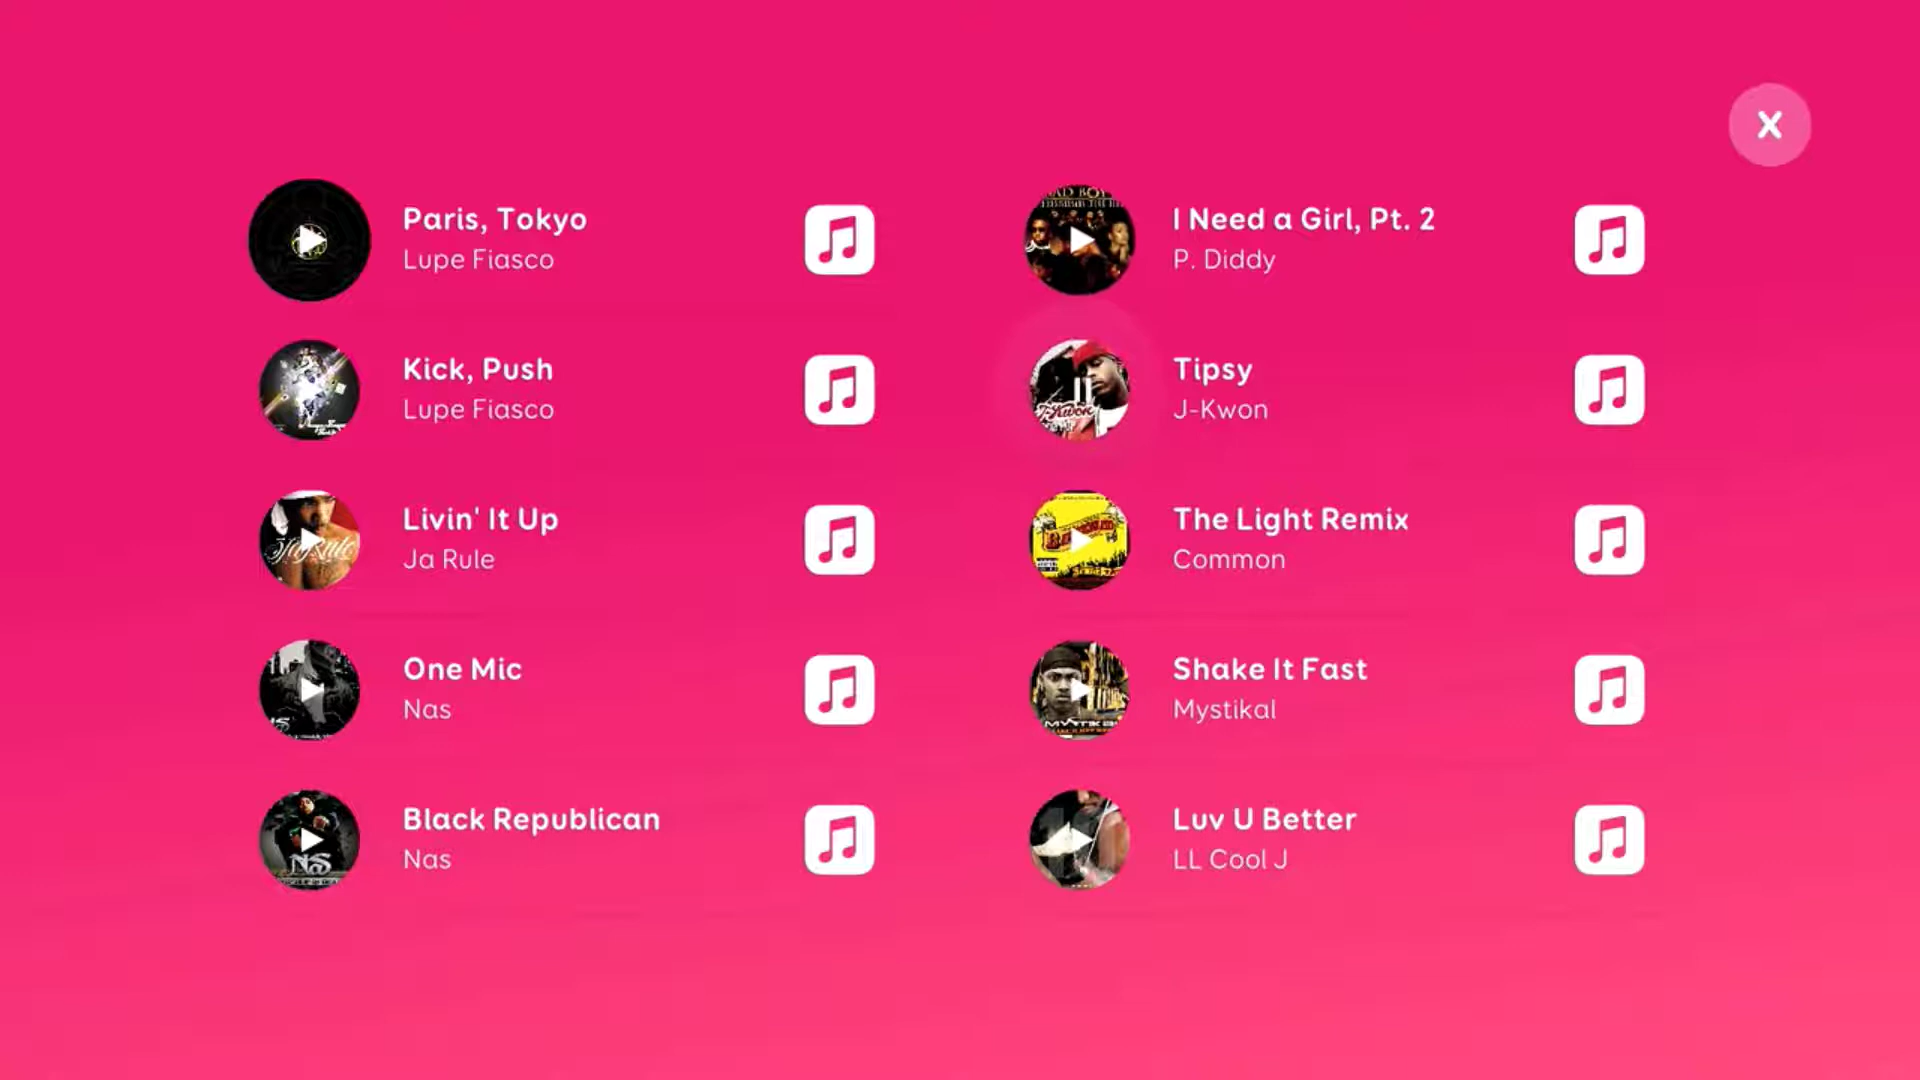 X
Paris, Tokyo
Lupe Fiasco
Kick, Push
Lupe Fiasco
Livin' It Up
Ja Rule
One Mic
Nas
Black Republican
Nas
I Need a Girl, Pt. 2
P. Diddy
Tipsy
J-Kwon
The Light Remix
Common
Shake It Fast
Mystikal
Luv U Better
LL Cool J